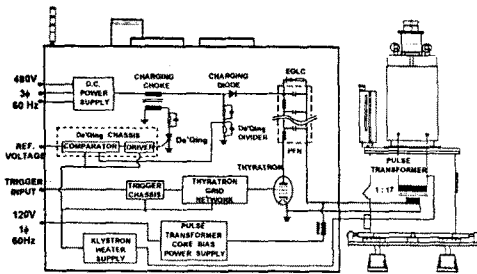 480V
3ϕ
60 Hz
D.C.
POWER
SUPPLY
CHARGING
CHOKE
CHARGING
DIODE
EOLC
De'Qing CHASSIS
COMPARATOR
DRIVER
De'Qing
De'Qing
DIVIDER
PFN
REF.
VOLTAGE
THYRATRON
TRIGGER
INPUT
TRIGGER
CHASSIS
THYRATRON
GRID
NETWORK
120V
1ϕ
60Hz
KLYSTRON
HEATER
SUPPLY
PULSE
TRANSFORMER
CORE BIAS
POWER SUPPLY
PULSE
TRANSFORMER
1 : 17